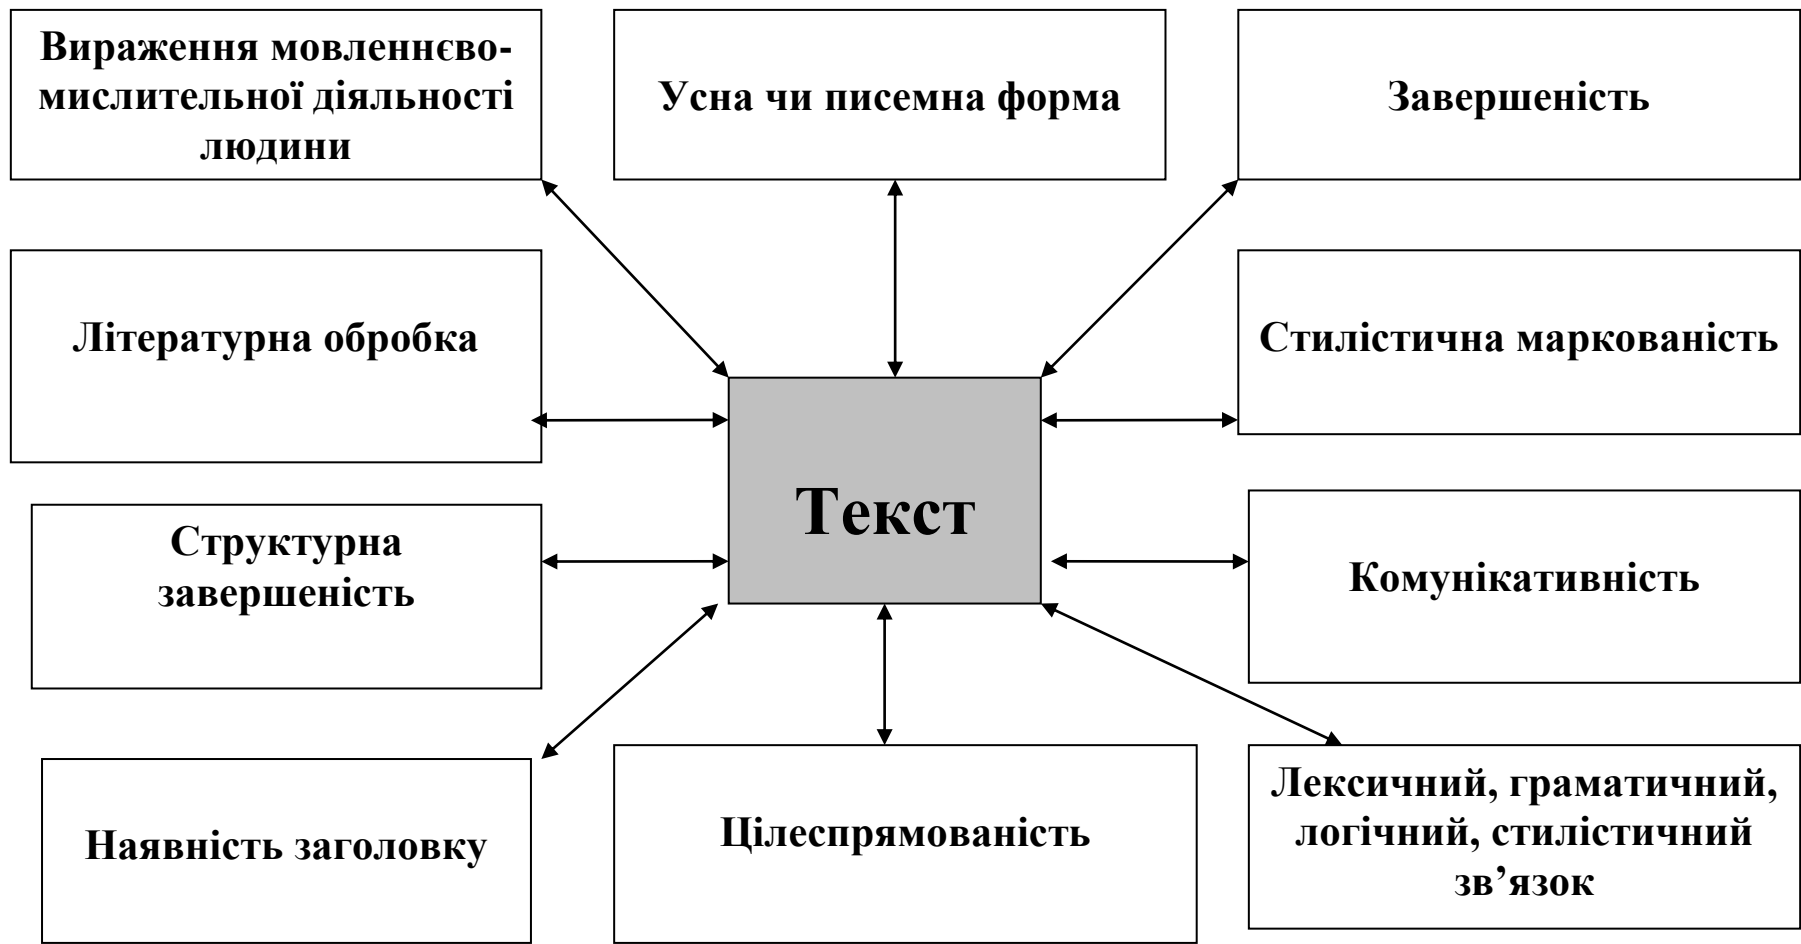 Вираження мовленнєво-
мислительної діяльності
людини
Усна чи писемна форма
Завершеність
Літературна обробка
Стилістична маркованість
Текст
Структурна
завершеність
Комунікативність
Наявність заголовку
Цілеспрямованість
Лексичний, граматичний,
логічний, стилістичний
зв’язок